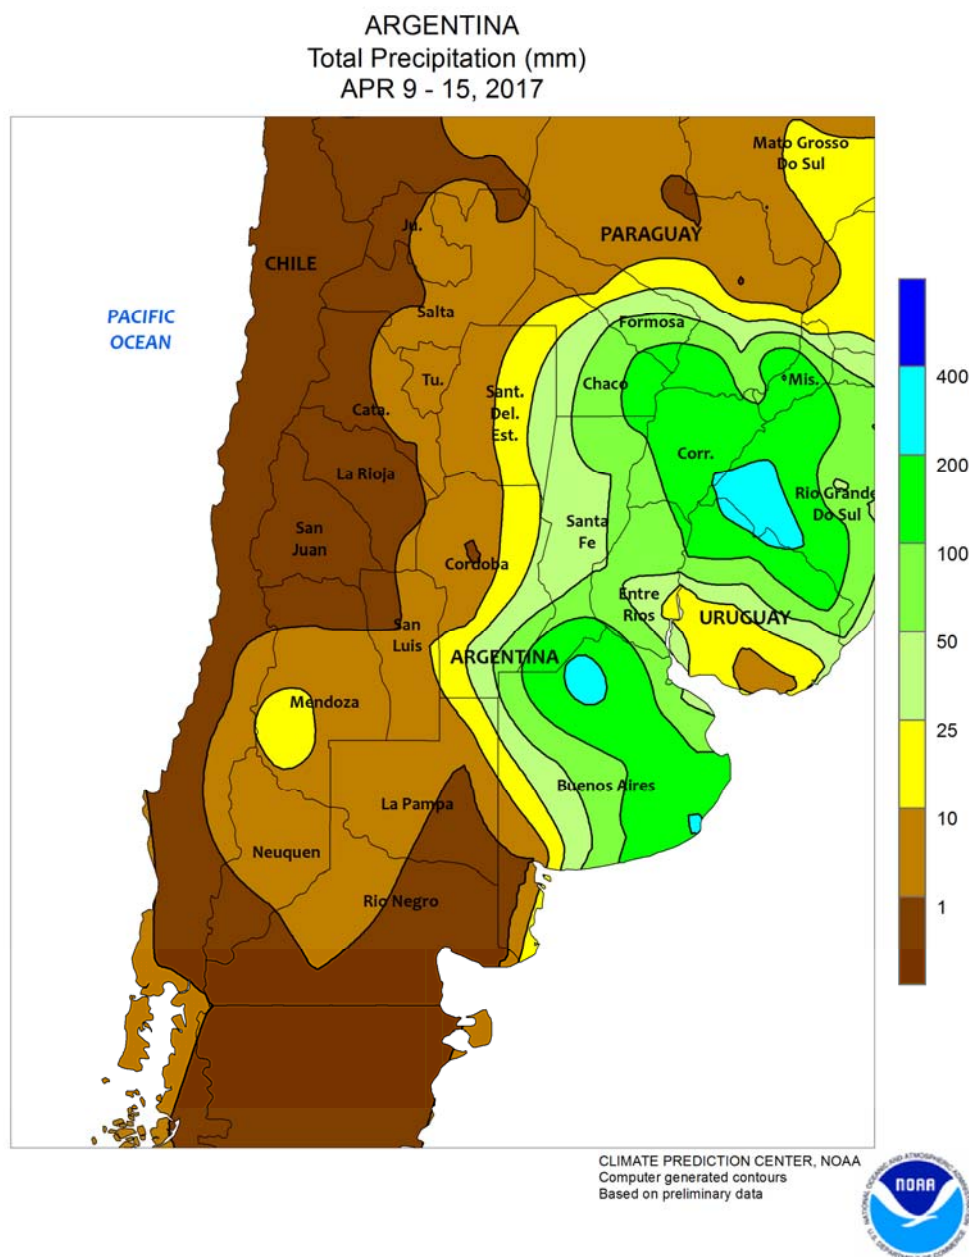 ARGENTINA
Total Precipitation (mm)
APR 9 - 15, 2017
Mato Grosso
Do Sul
Ju.
PARAGUAY
CHILE
PACIFIC
OCEAN
Salta
Formosa
Tu.
Chaco
Mis.
Sant.
Del.
Est.
Cata.
400
Corr.
La Rioja
200
Rio Grande
Do Sul
San
Juan
Santa
Fe
100
Cordoba
Entre
Rios
URUGUAY
San
Luis
ARGENTINA
50
Mendoza
25
Buenos Aires
La Pampa
10
Neuquen
Rio Negro
1
CLIMATE PREDICTION CENTER, NOAA
Computer generated contours
Based on preliminary data
NOAA